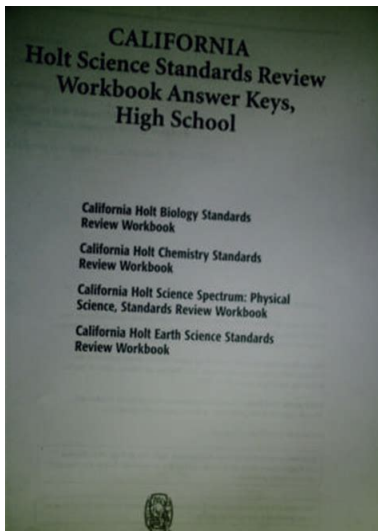 CALIFORNIA
Holt Science Standards Review
Workbook Answer Keys,
High School
California Holt Biology Standards
Review Workbook
California Holt Chemistry Standards
Review Workbook
California Holt Science Spectrum: Physical
Science, Standards Review Workbook
California Holt Earth Science Standards
Review Workbook